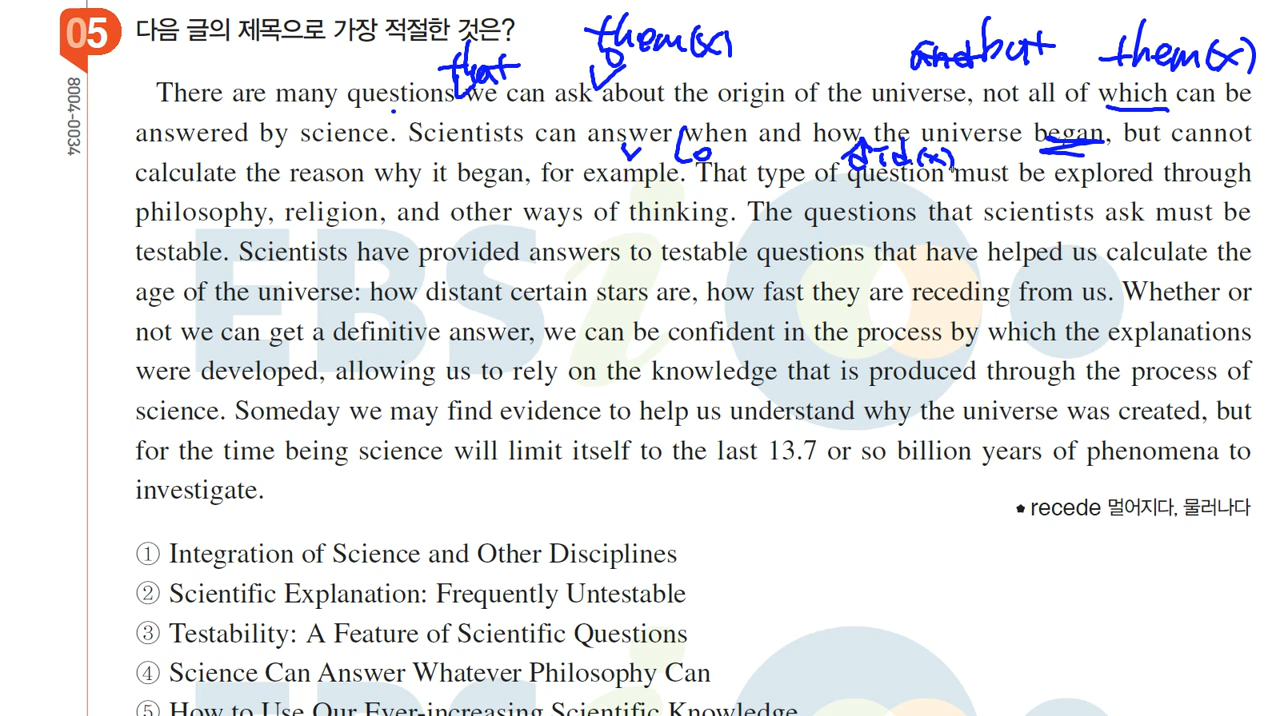 05 다음 글의 제목으로 가장 적절한 것은?
that them(x) and but them(x)
There are many questions we can ask about the origin of the universe, not all of which can be
answered by science. Scientists can answer when and how the universe began, but cannot
did(x)
calculate the reason why it began, for example. That type of question must be explored through
philosophy, religion, and other ways of thinking. The questions that scientists ask must be
testable. Scientists have provided answers to testable questions that have helped us calculate the
age of the universe: how distant certain stars are, how fast they are receding from us. Whether or
not we can get a definitive answer, we can be confident in the process by which the explanations
were developed, allowing us to rely on the knowledge that is produced through the process of
science. Someday we may find evidence to help us understand why the universe was created, but
for the time being science will limit itself to the last 13.7 or so billion years of phenomena to
investigate.
recede 멀어지다, 물러나다
① Integration of Science and Other Disciplines
② Scientific Explanation: Frequently Untestable
③ Testability: A Feature of Scientific Questions
④ Science Can Answer Whatever Philosophy Can
⑤ How to Use Our Ever-increasing Scientific Knowledge
8004-0034
EBSi